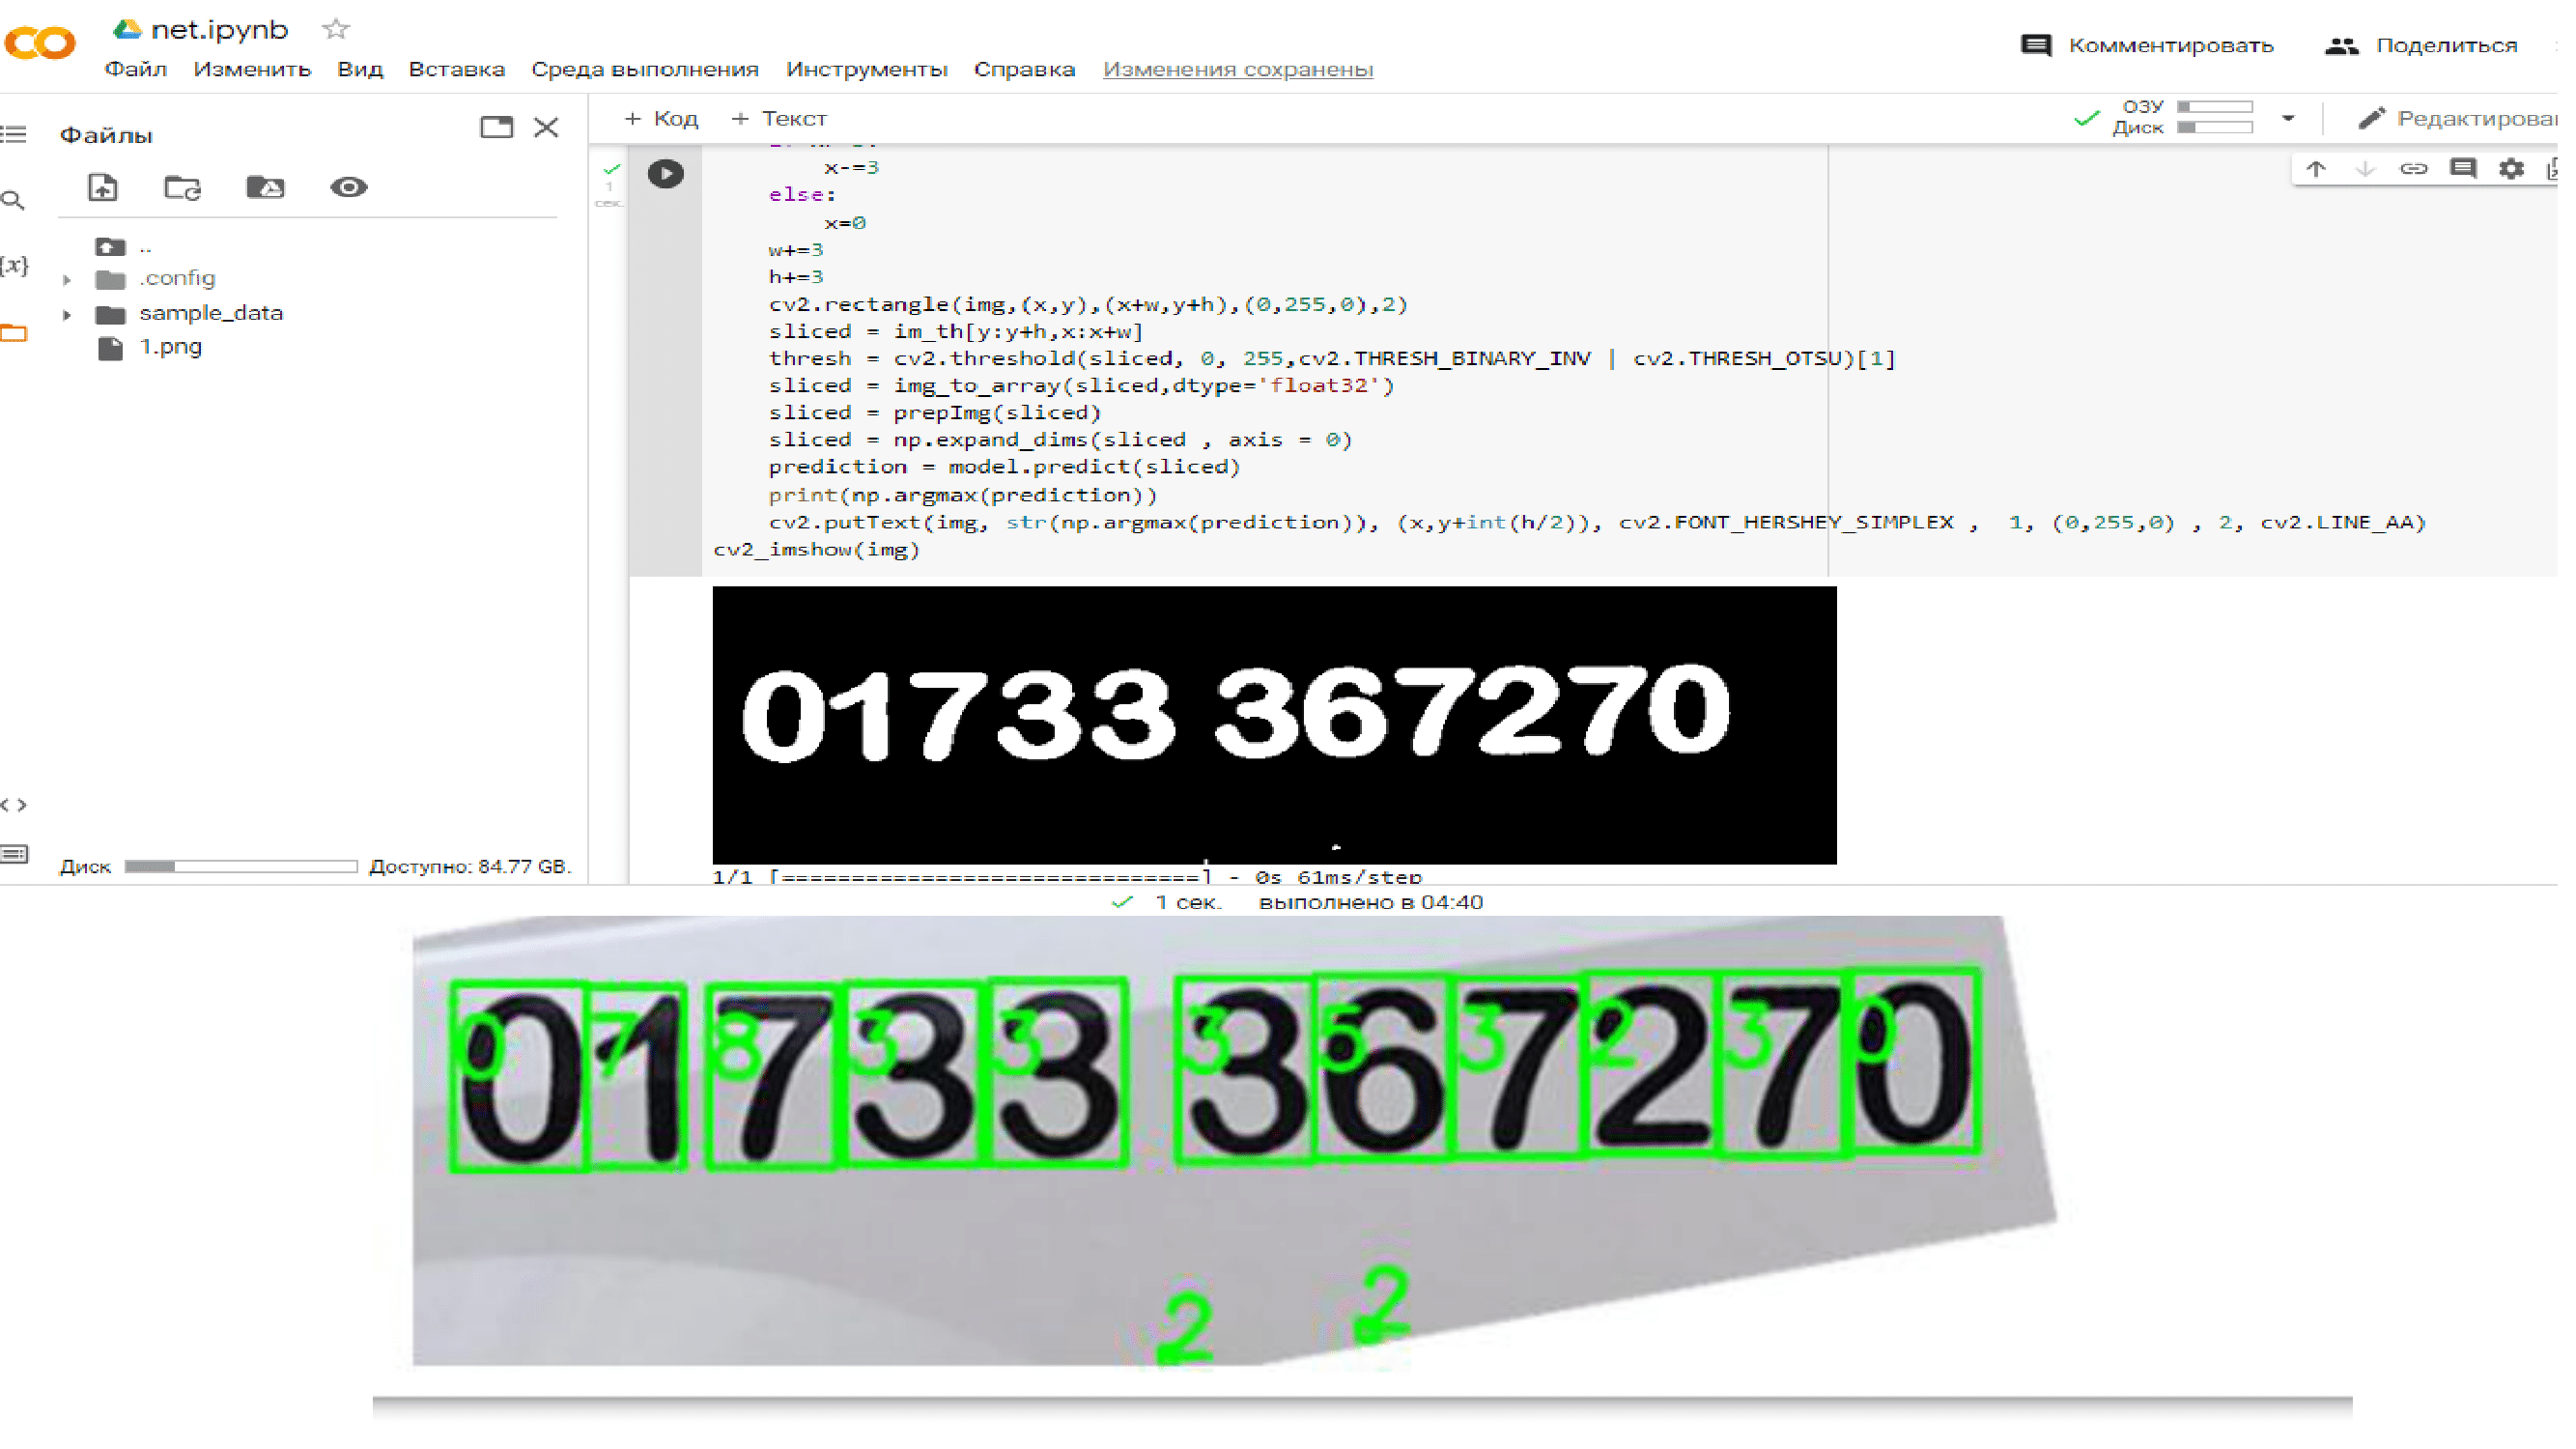 net.ipynb
Файл Изменить Вид Вставка Среда выполнения Инструменты Справка Изменения сохранены
Комментировать Поделиться
Файлы
+ Код + Текст
ОЗУ
Диск
..
.config
sample_data
1.png
{x}
1
сек.
x-=3
else:
x=0
w+=3
h+=3
cv2.rectangle(img,(x,y),(x+w,y+h),(0,255,0),2)
sliced = im_th[y:y+h,x:x+w]
thresh = cv2.threshold(sliced, 0, 255,cv2.THRESH_BINARY_INV | cv2.THRESH_OTSU)[1]
sliced = img_to_array(sliced,dtype='float32')
sliced = prepImg(sliced)
sliced = np.expand_dims(sliced , axis = 0)
prediction = model.predict(sliced)
print(np.argmax(prediction))
cv2.putText(img, str(np.argmax(prediction)), (x,y+int(h/2)), cv2.FONT_HERSHEY_SIMPLEX , 1, (0,255,0) , 2, cv2.LINE_AA)
cv2_imshow(img)
01733 367270
Диск Доступно: 84.77 GB.
1/1 [==============================] - 0s 61ms/step
1 сек. выполнено в 04:40
0 7 8 3 3 3 5 3 2 3 0
01733 367270
2 2